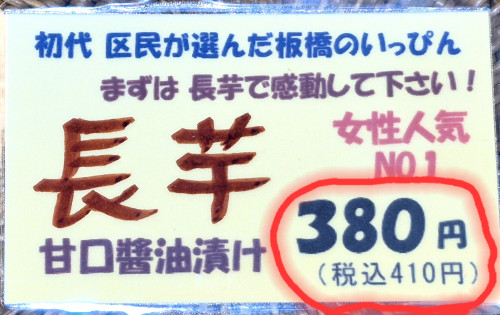 初代 区民が選んだ板橋のいっぴん
まずは 長芋で感動して下さい！
長芋
女性人気
NO1
甘口醬油漬け
380円
（税込410円）